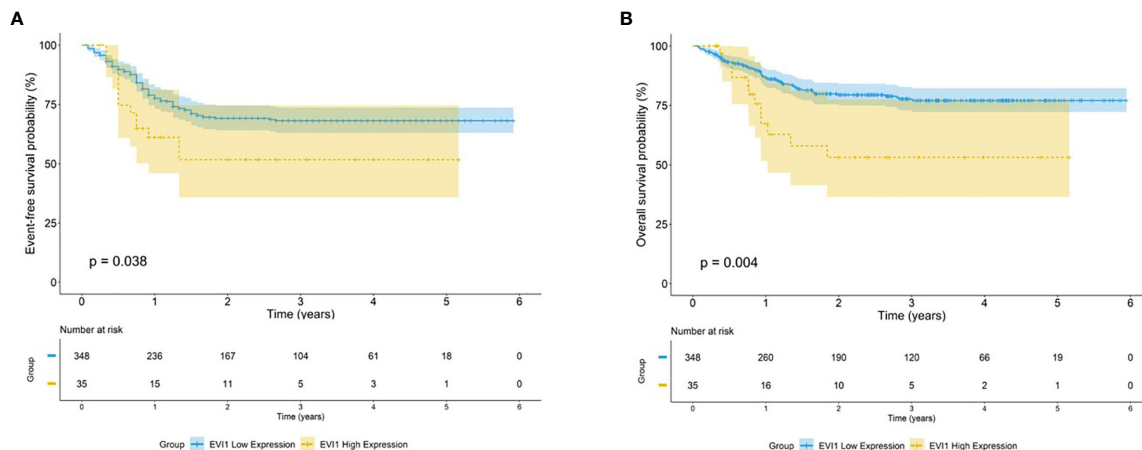 A
Event-free survival probability (%)
100
75
50
25
0
p = 0.038
0 1 2 3 4 5 6
Time (years)
Number at risk
Group
348 236 167 104 61 18 0
35 15 11 5 3 1 0
0 1 2 3 4 5 6
Time (years)
Group EVI1 Low Expression EVI1 High Expression
B
Overall survival probability (%)
100
75
50
25
0
p = 0.004
0 1 2 3 4 5 6
Time (years)
Number at risk
Group
348 260 190 120 66 19 0
35 16 10 5 2 1 0
0 1 2 3 4 5 6
Time (years)
Group EVI1 Low Expression EVI1 High Expression